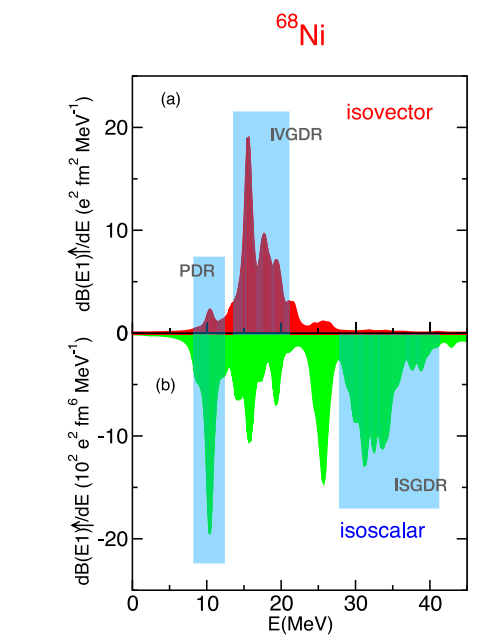 ⁶⁸Ni
(a)
isovector
IVGDR
PDR
dB(E1)↑/dE (e² fm² MeV⁻¹)
20
10
0
(b)
ISGDR
isoscalar
dB(E1)↑/dE (10² e² fm⁶ MeV⁻¹)
-10
-20
0 10 20 30 40
E(MeV)